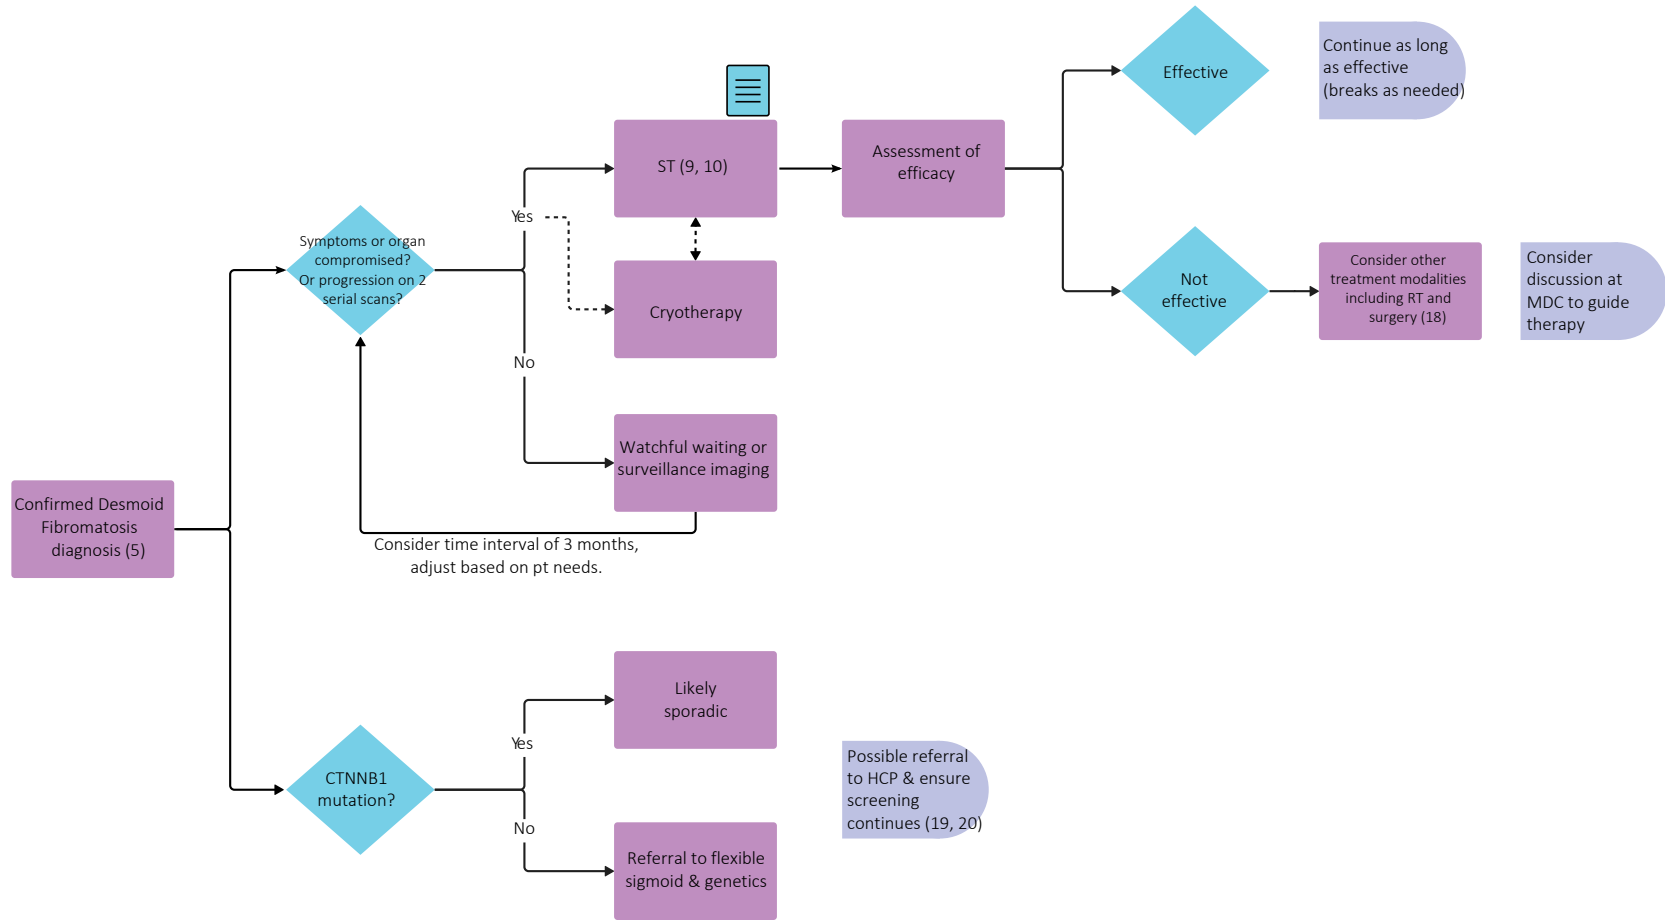 Effective
Continue as long
as effective
(breaks as needed)
ST (9, 10)
Assessment of
efficacy
Yes
Symptoms or organ
compromised?
Or progression on 2
serial scans?
Cryotherapy
Not
effective
Consider other
treatment modalities
including RT and
surgery (18)
Consider
discussion at
MDC to guide
therapy
No
Watchful waiting or
surveillance imaging
Confirmed Desmoid
Fibromatosis
diagnosis (5)
Consider time interval of 3 months,
adjust based on pt needs.
Likely
sporadic
Yes
CTNNB1
mutation?
Possible referral
to HCP & ensure
screening
continues (19, 20)
No
Referral to flexible
sigmoid & genetics